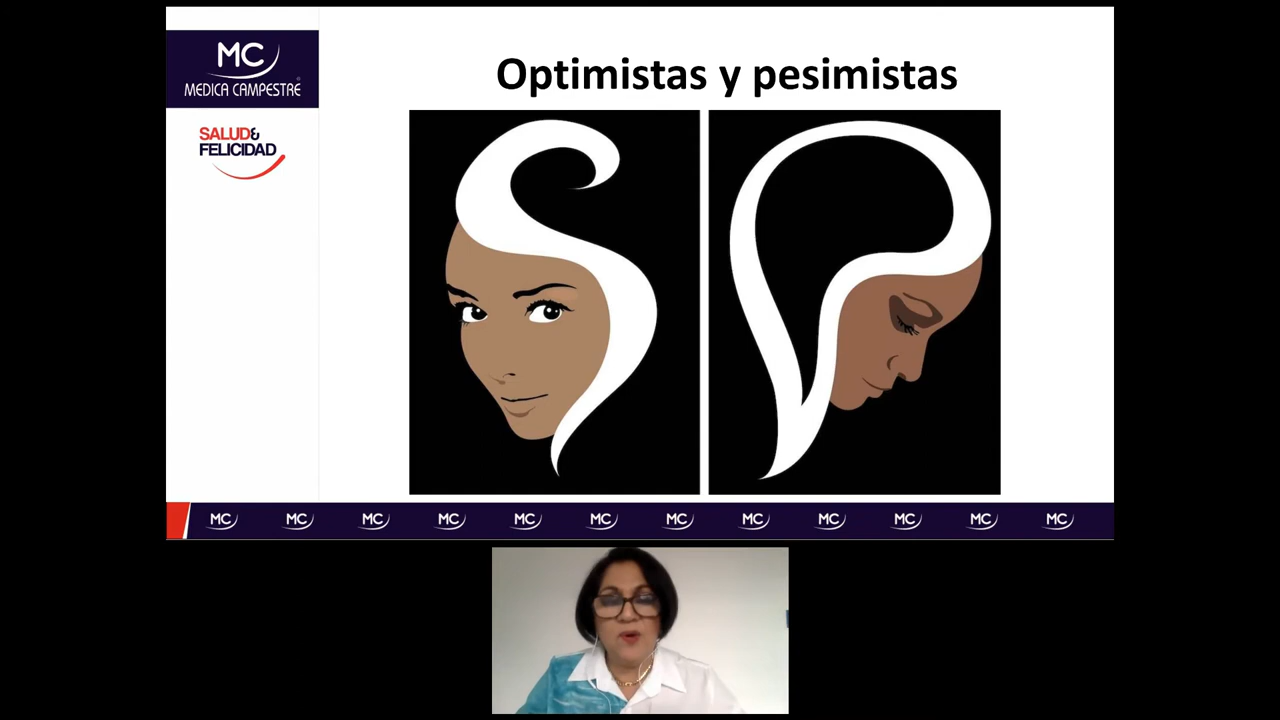 MC
MEDICA CAMPESTRE
SALUD&
FELICIDAD
Optimistas y pesimistas
MC MC MC MC MC MC MC MC MC MC MC MC